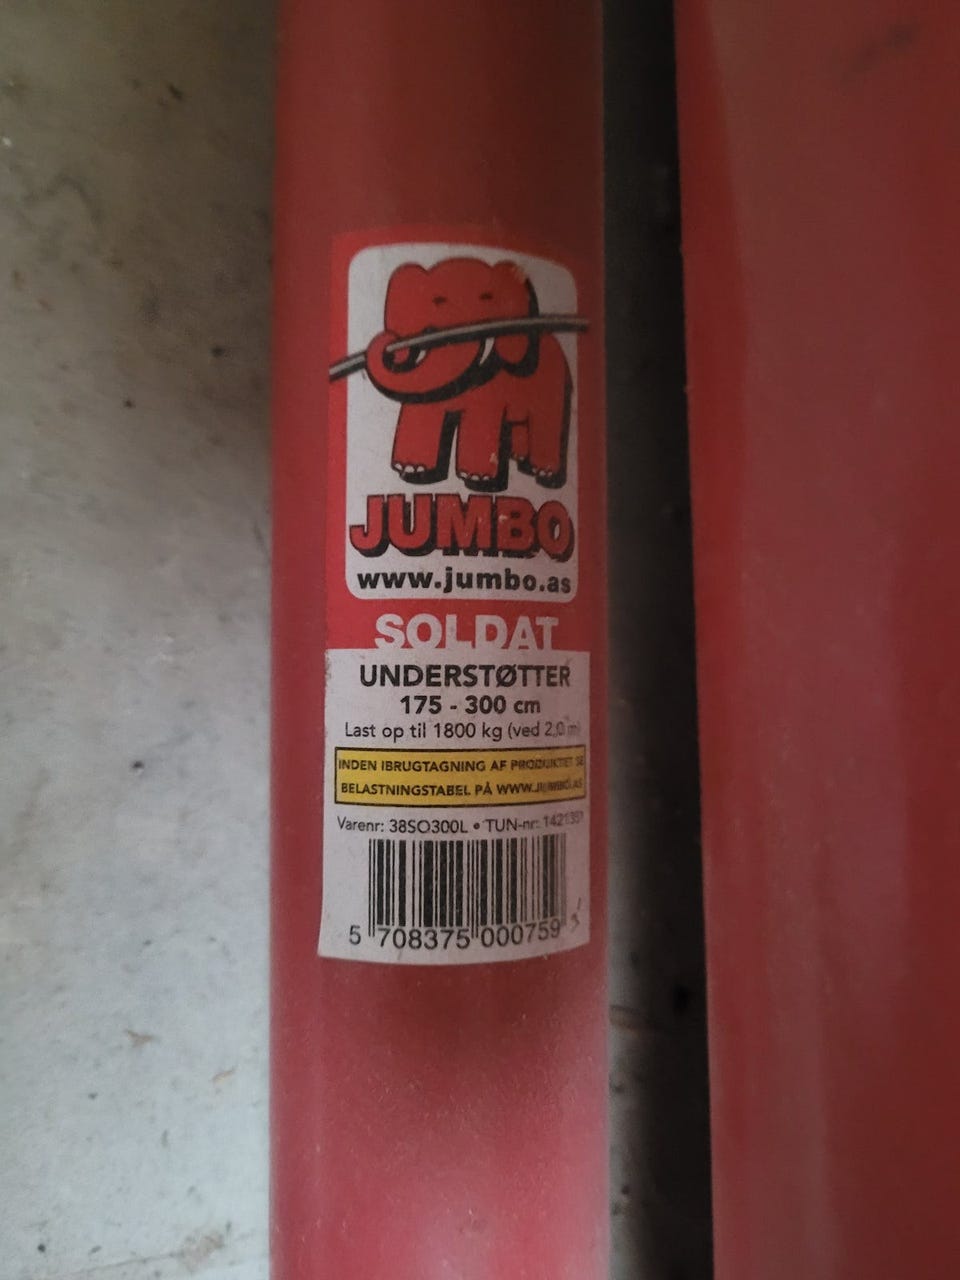 JUMBO
www.jumbo.as
SOLDAT
UNDERSTØTTER
175 - 300 cm
Last op til 1800 kg (ved 2,0 m)
INDEN IBRUGTAGNING AF PRODUKTET SE
BELASTNINGSTABEL PÅ WWW.JUMBO.AS
Varenr: 38SO300L • TUN-nr:
5 708375 000759